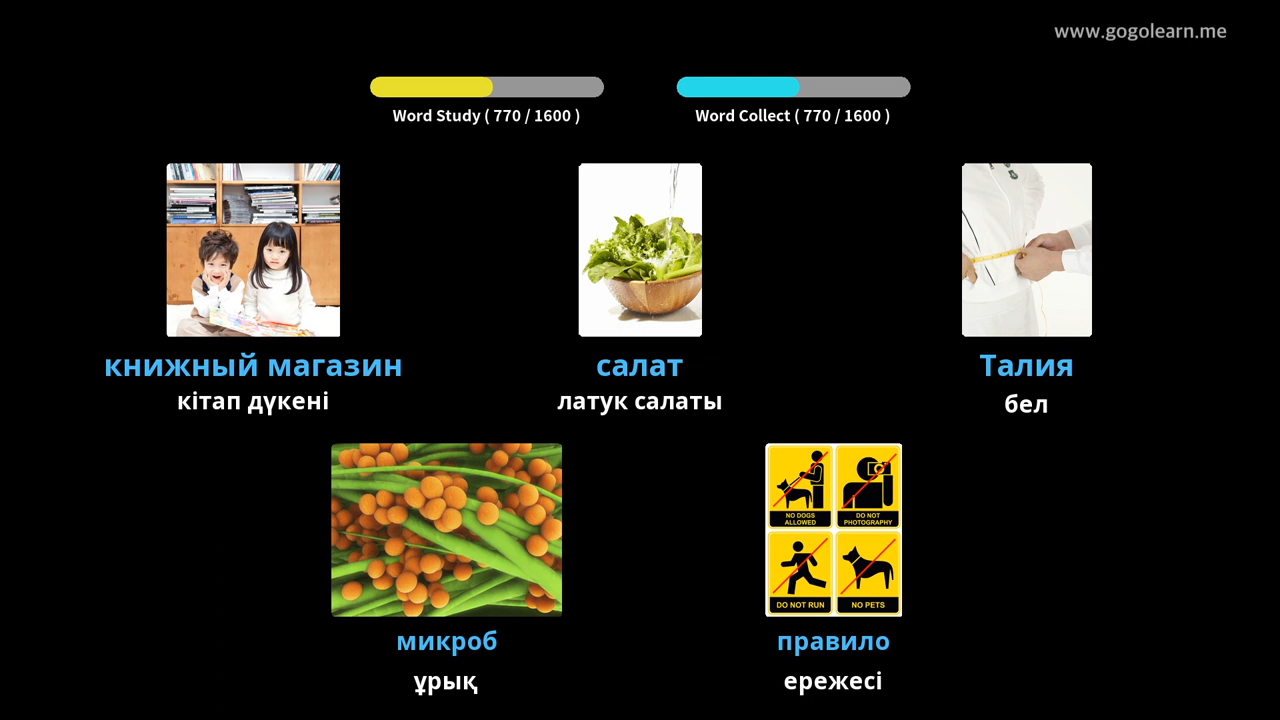 www.gogolearn.me
Word Study ( 770 / 1600 )
Word Collect ( 770 / 1600 )
книжный магазин
кітап дүкені
салат
латук салаты
Талия
бел
NO DOGS
ALLOWED
DO NOT
PHOTOGRAPHY
DO NOT RUN
NO PETS
микроб
ұрық
правило
ережесі